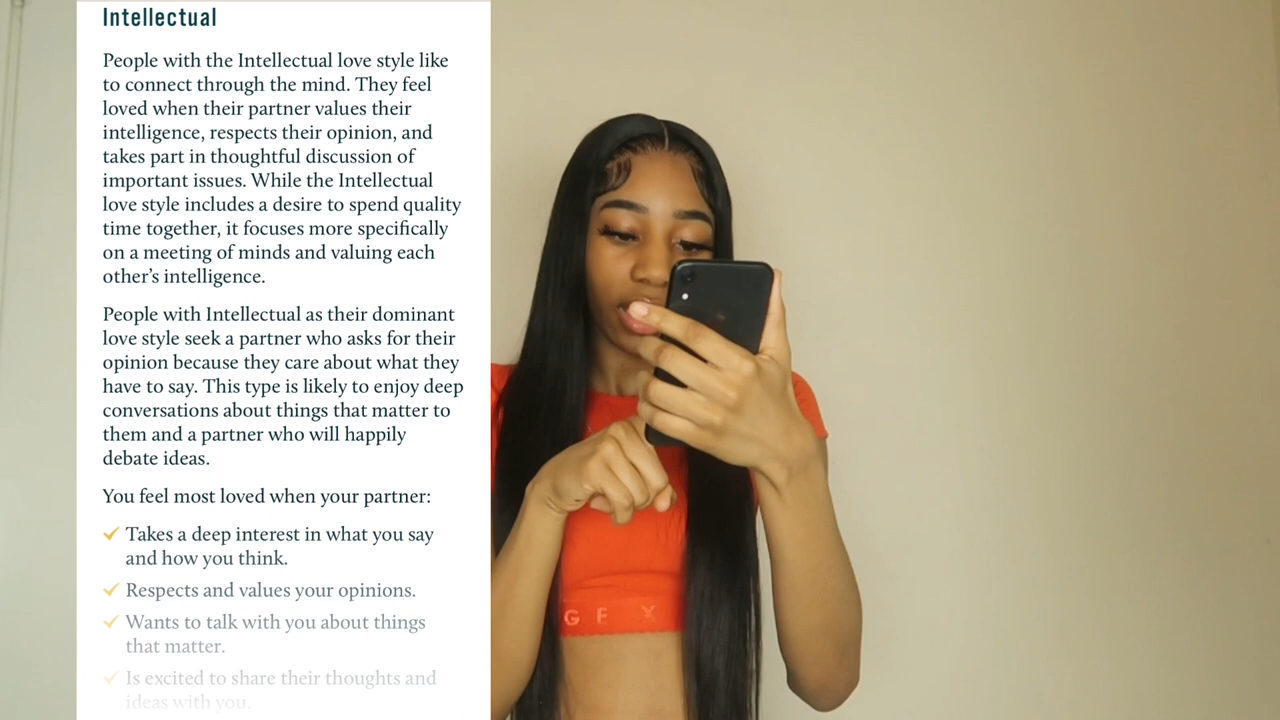 Intellectual
People with the Intellectual love style like
to connect through the mind. They feel
loved when their partner values their
intelligence, respects their opinion, and
takes part in thoughtful discussion of
important issues. While the Intellectual
love style includes a desire to spend quality
time together, it focuses more specifically
on a meeting of minds and valuing each
other’s intelligence.
People with Intellectual as their dominant
love style seek a partner who asks for their
opinion because they care about what they
have to say. This type is likely to enjoy deep
conversations about things that matter to
them and a partner who will happily
debate ideas.
You feel most loved when your partner:
Takes a deep interest in what you say
and how you think.
Respects and values your opinions.
Wants to talk with you about things
that matter.
Is excited to share their thoughts and
ideas with you.